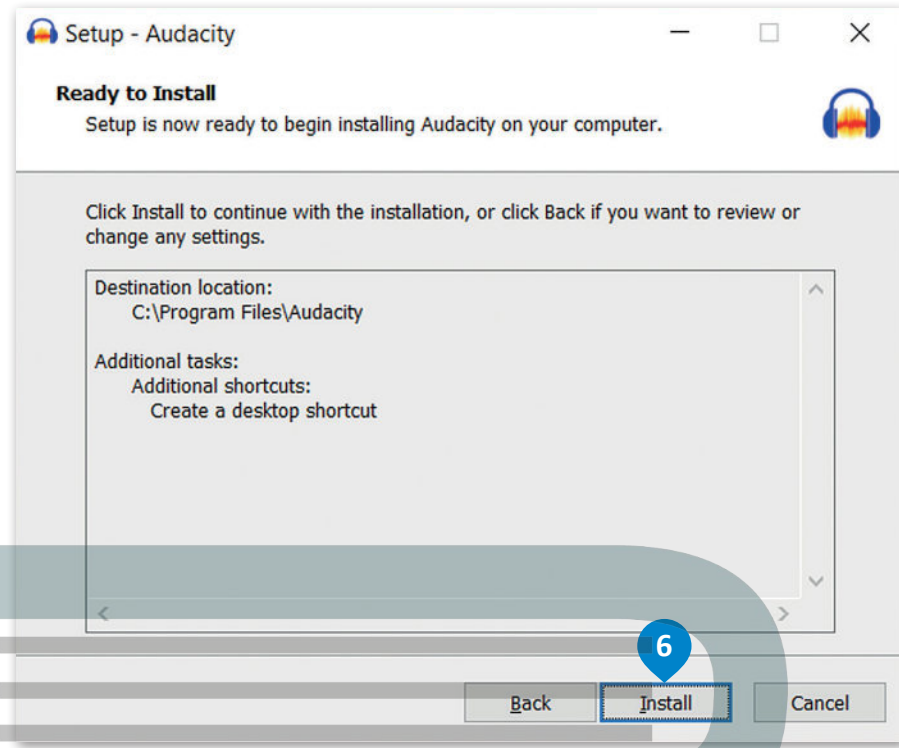 Setup - Audacity
Ready to Install
Setup is now ready to begin installing Audacity on your computer.
Click Install to continue with the installation, or click Back if you want to review or
change any settings.
Destination location:
C:\Program Files\Audacity
Additional tasks:
Additional shortcuts:
Create a desktop shortcut
6
Back Install Cancel